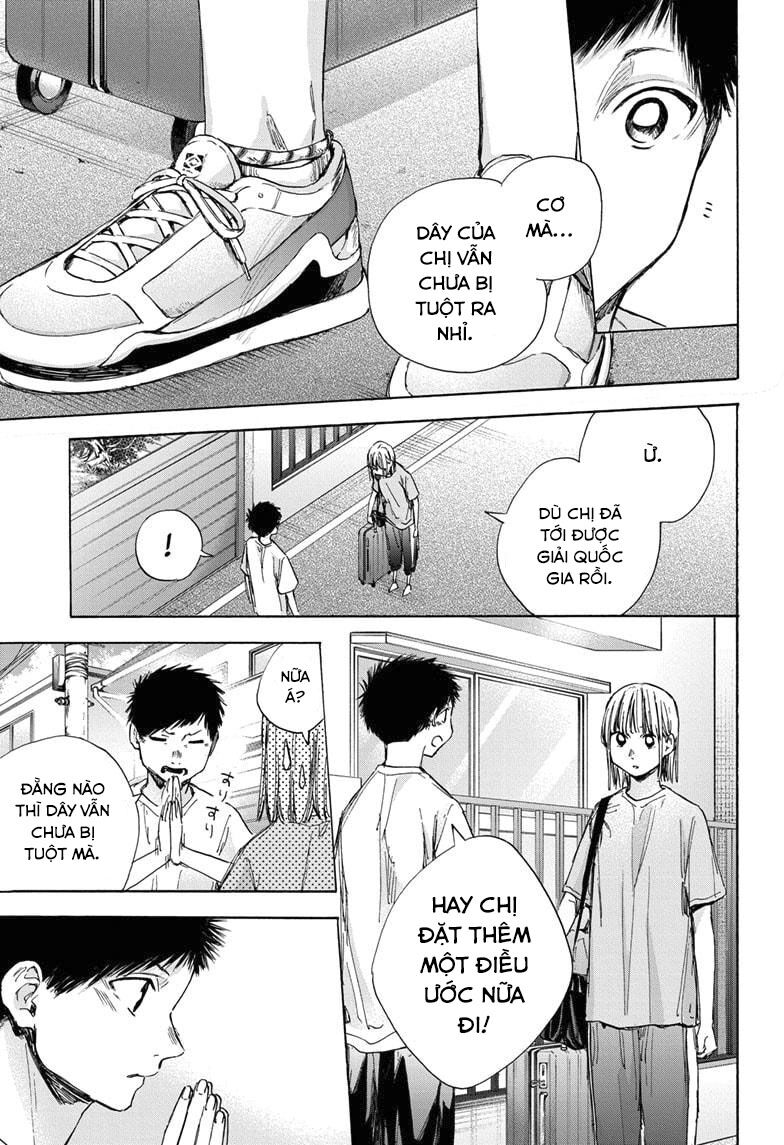 CƠ
MÀ...
DÂY CỦA
CHỊ VẪN
CHƯA BỊ
TUỘT RA
NHỈ.
Ừ.
DÙ CHỊ ĐÃ
TỚI ĐƯỢC
GIẢI QUỐC
GIA RỒI.
!
HAY CHỊ
ĐẶT THÊM
MỘT ĐIỀU
ƯỚC NỮA
ĐI!
NỮA
Á?
すり
すり
ĐẰNG NÀO
THÌ DÂY VẪN
CHƯA BỊ
TUỘT MÀ.